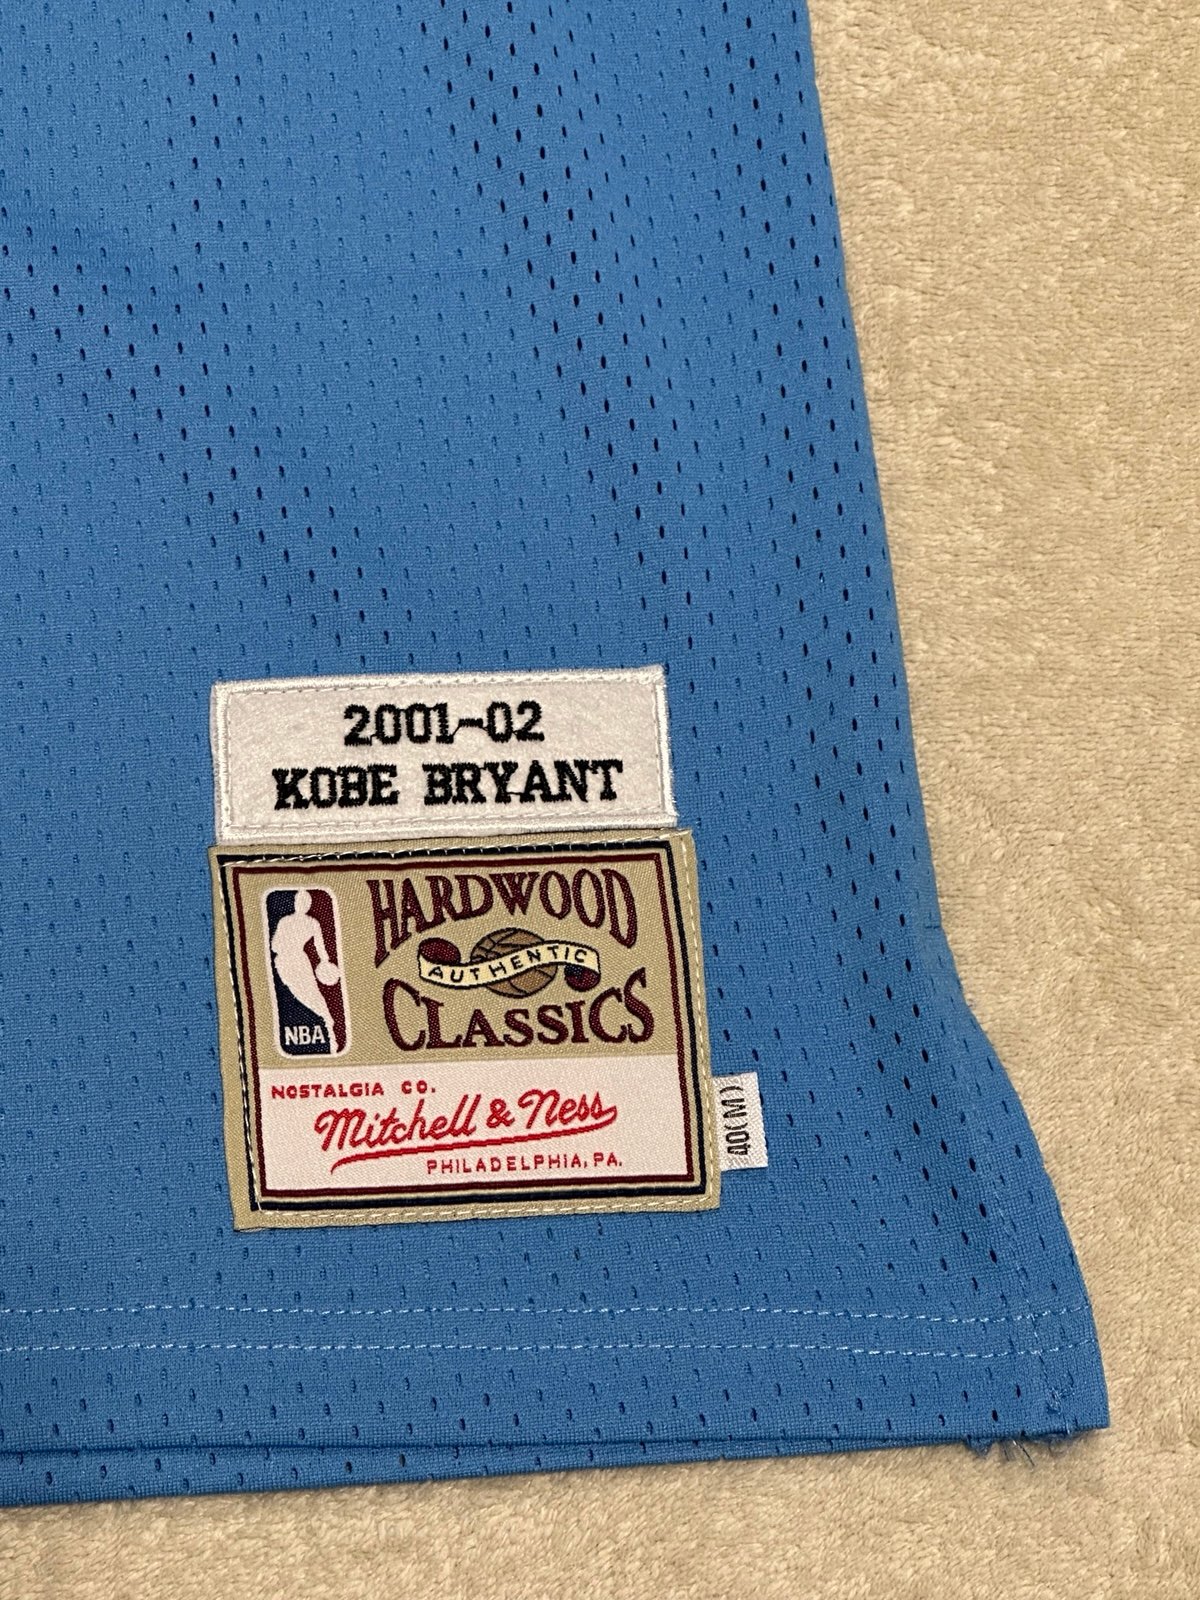 2001-02
KOBE BRYANT
HARDWOOD
AUTHENTIC
CLASSICS
NBA
NOSTALGIA CO.
Mitchell & Ness
PHILADELPHIA, PA.
40(M)